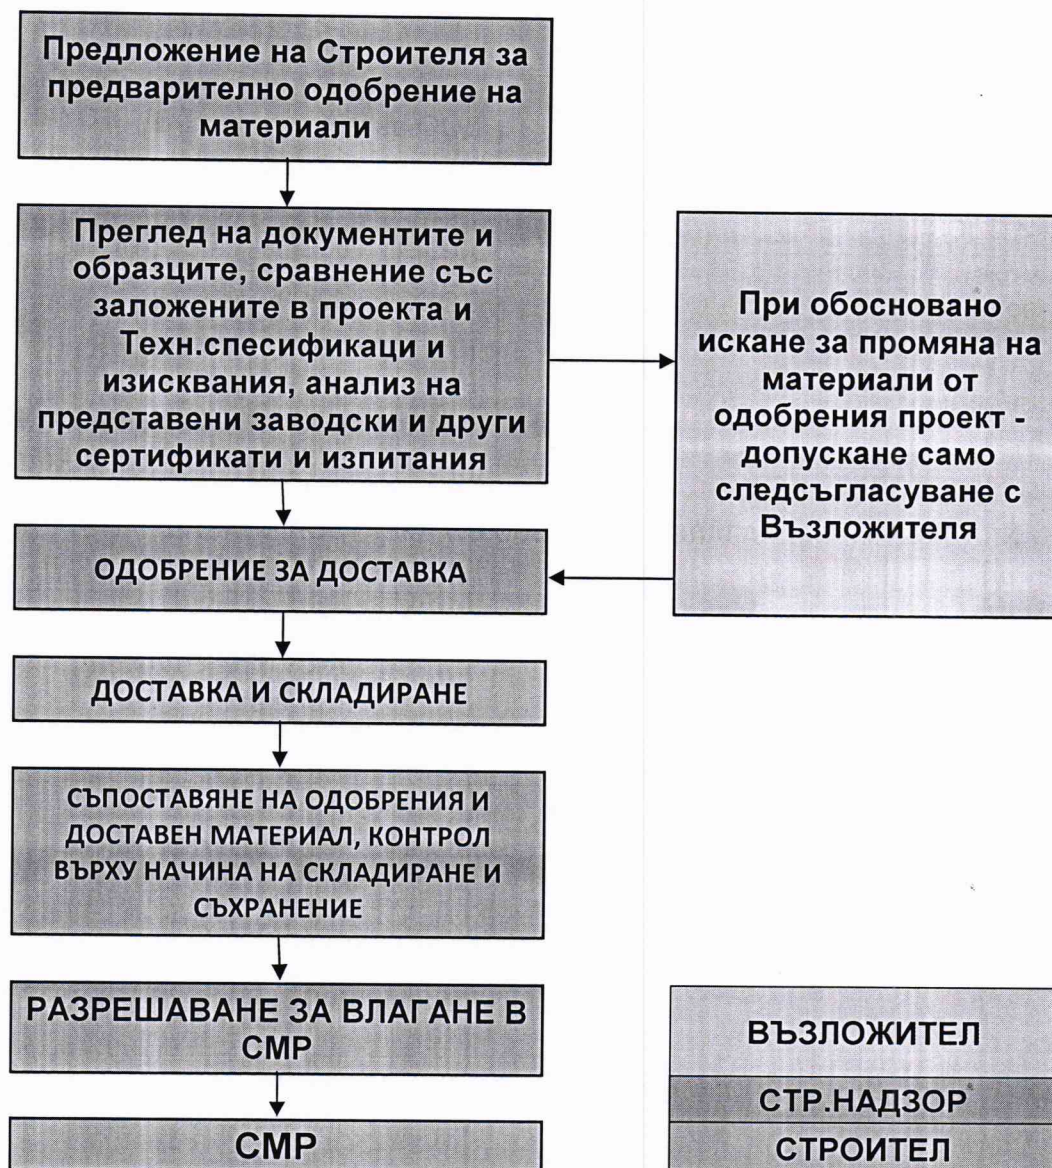 Предложение на Строителя за
предварително одобрение на
материали
Преглед на документите и
образците, сравнение със
заложените в проекта и
Техн.спесификаци и
изисквания, анализ на
представени заводски и други
сертификати и изпитания
При обосновано
искане за промяна на
материали от
одобрения проект -
допускане само
следсъгласуване с
Възложителя
ОДОБРЕНИЕ ЗА ДОСТАВКА
ДОСТАВКА И СКЛАДИРАНЕ
СЪПОСТАВЯНЕ НА ОДОБРЕНИЯ И
ДОСТАВЕН МАТЕРИАЛ, КОНТРОЛ
ВЪРХУ НАЧИНА НА СКЛАДИРАНЕ И
СЪХРАНЕНИЕ
РАЗРЕШАВАНЕ ЗА ВЛАГАНЕ В
СМР
СМР
ВЪЗЛОЖИТЕЛ
СТР.НАДЗОР
СТРОИТЕЛ